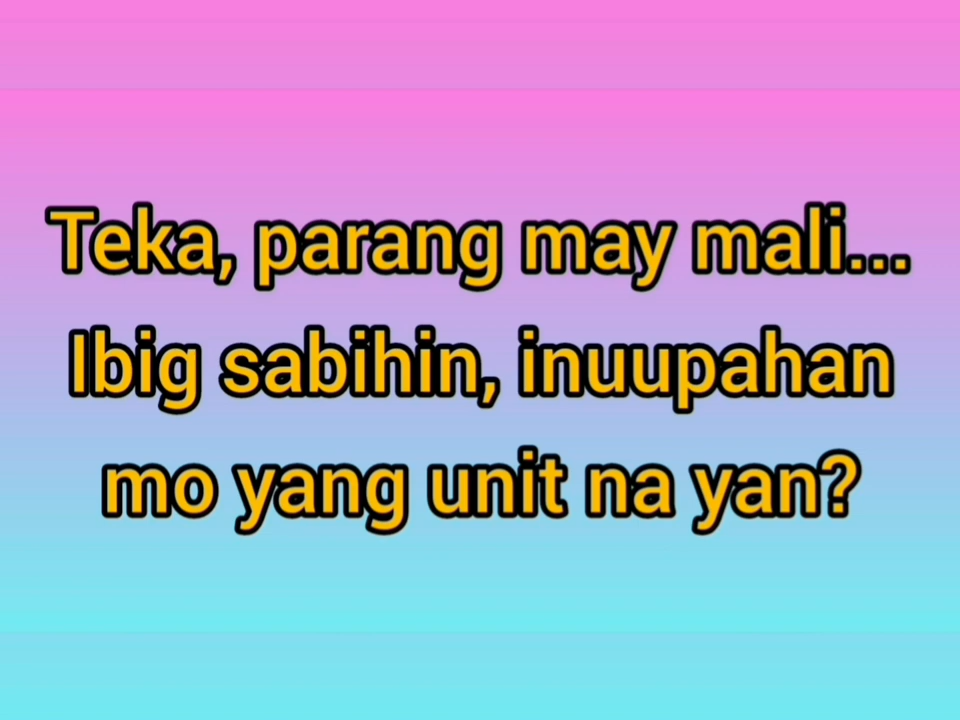 Teka, parang may mali...
Ibig sabihin, inuupahan
mo yang unit na yan?